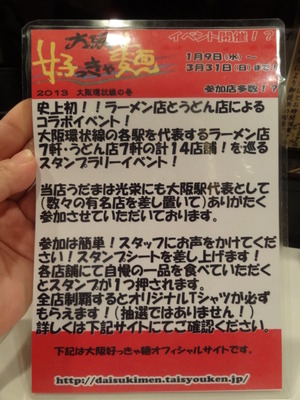 大阪
好っきゃ麺
2013 大阪環状線の巻
イベント開催!?
1月9日(水)〜
3月31日(日)まで!
参加店多数!?
史上初!!ラーメン店とうどん店による
コラボイベント!
大阪環状線の各駅を代表するラーメン店
7軒・うどん店7軒の計14店舗!を巡る
スタンプラリーイベント!
当店うだまは光栄にも大阪駅代表として
(数々の有名店を差し置いて)ありがたく
参加させていただいております。
参加は簡単!スタッフにお声をかけてくだ
さい!スタンプシートを差し上げます!
各店舗にて自慢の一品を食べていただく
とスタンプが1つ押されます。
全店制覇するとオリジナルTシャツが必ず
もらえます!(抽選ではありません!)
詳しくは下記サイトにてご確認ください。
下記は大阪好っきゃ麺オフィシャルサイトです。
http://daisukimen.taisyouken.jp/